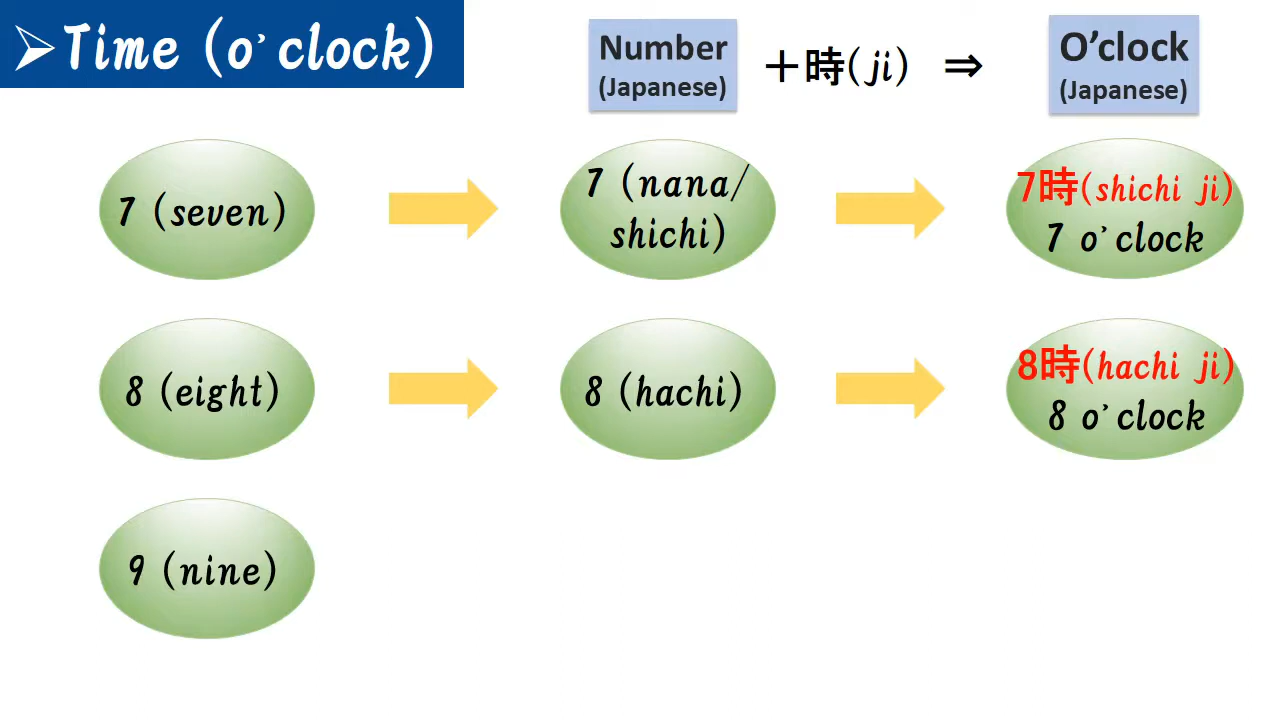 ➢Time (o’clock)
Number
(Japanese)
＋時(ji) ⇒
O’clock
(Japanese)
7 (seven)
7 (nana/
shichi)
7時(shichi ji)
7 o’clock
8 (eight)
8 (hachi)
8時(hachi ji)
8 o’clock
9 (nine)